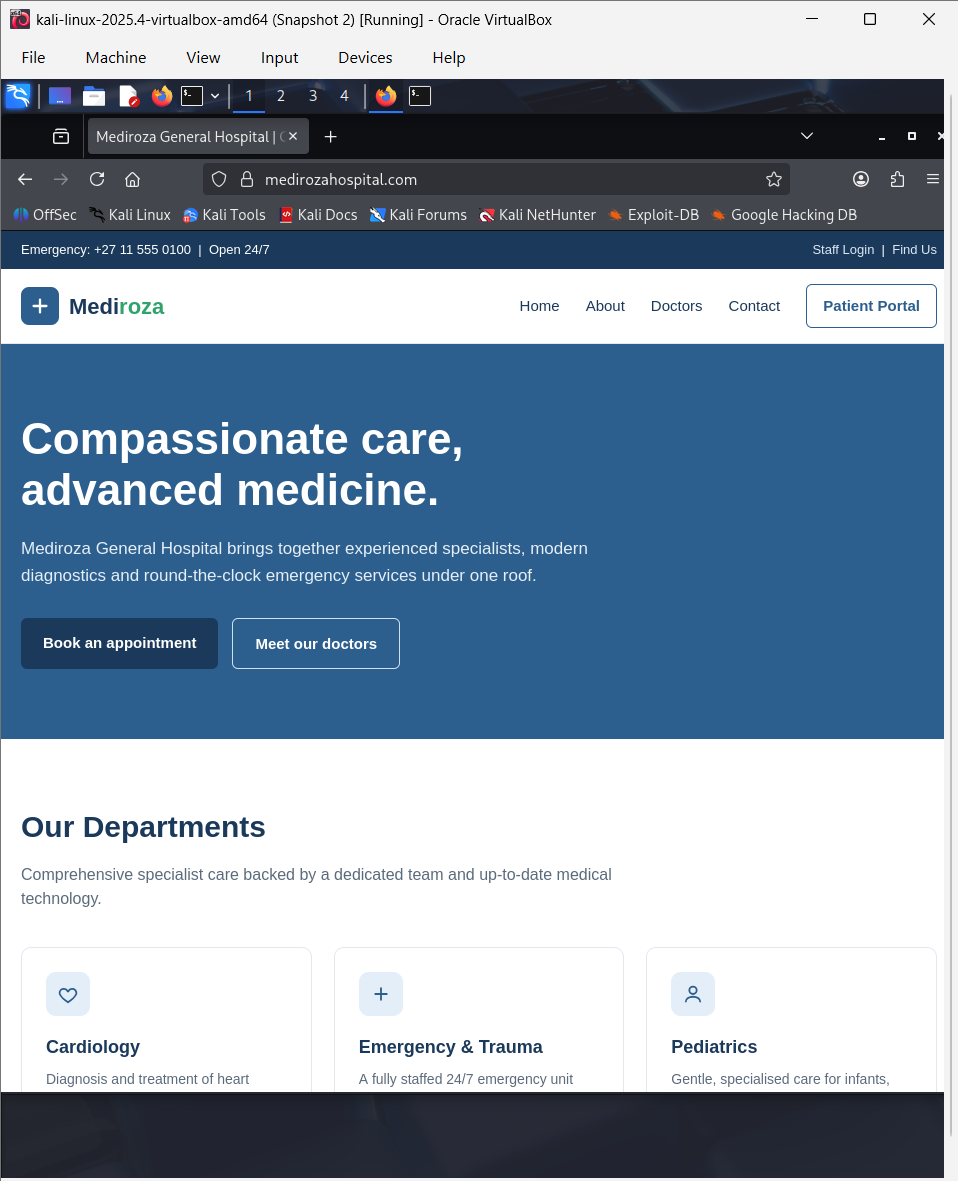 kali-linux-2025.4-virtualbox-amd64 (Snapshot 2) [Running] - Oracle VirtualBox
File Machine View Input Devices Help
1 2 3 4
Mediroza General Hospital |
medirozahospital.com
OffSec Kali Linux Kali Tools Kali Docs Kali Forums Kali NetHunter Exploit-DB Google Hacking DB
Emergency: +27 11 555 0100 | Open 24/7 Staff Login | Find Us
Mediroza Home About Doctors Contact Patient Portal
Compassionate care,
advanced medicine.
Mediroza General Hospital brings together experienced specialists, modern
diagnostics and round-the-clock emergency services under one roof.
Book an appointment Meet our doctors
Our Departments
Comprehensive specialist care backed by a dedicated team and up-to-date medical
technology.
Cardiology Emergency & Trauma Pediatrics
Diagnosis and treatment of heart A fully staffed 24/7 emergency unit Gentle, specialised care for infants,